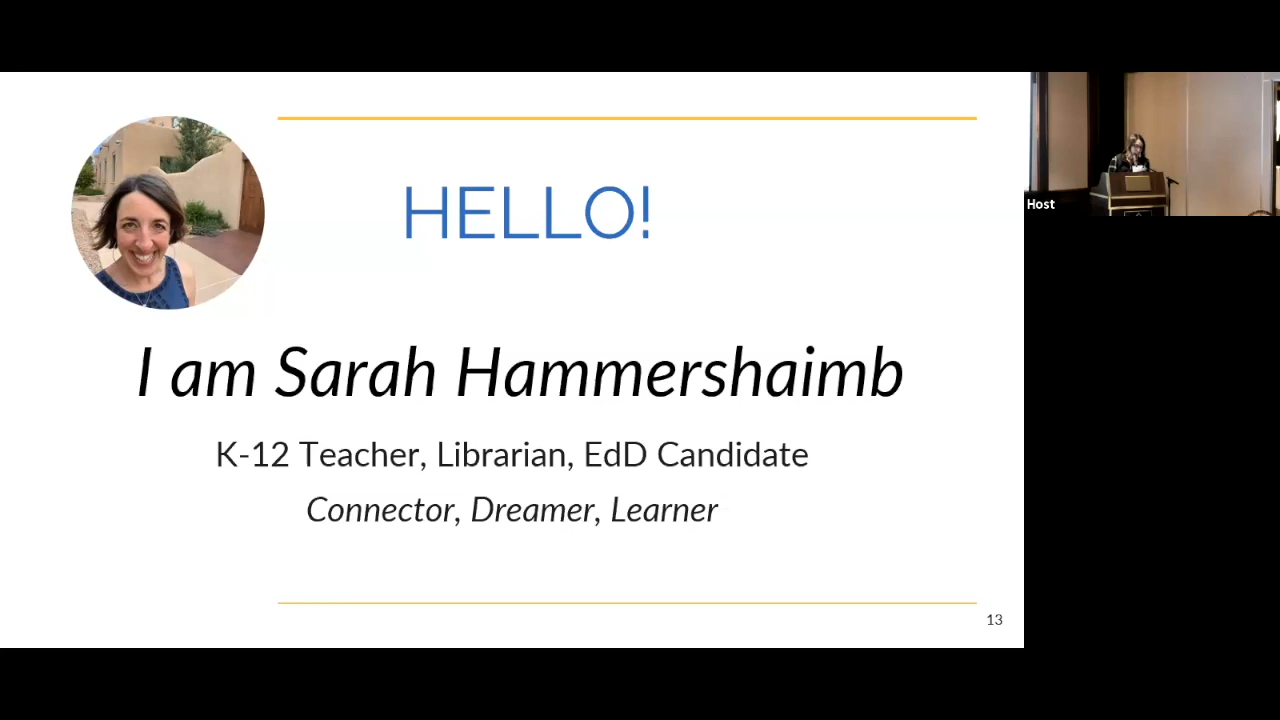 HELLO!
I am Sarah Hammershaimb
K-12 Teacher, Librarian, EdD Candidate
Connector, Dreamer, Learner
13
Host